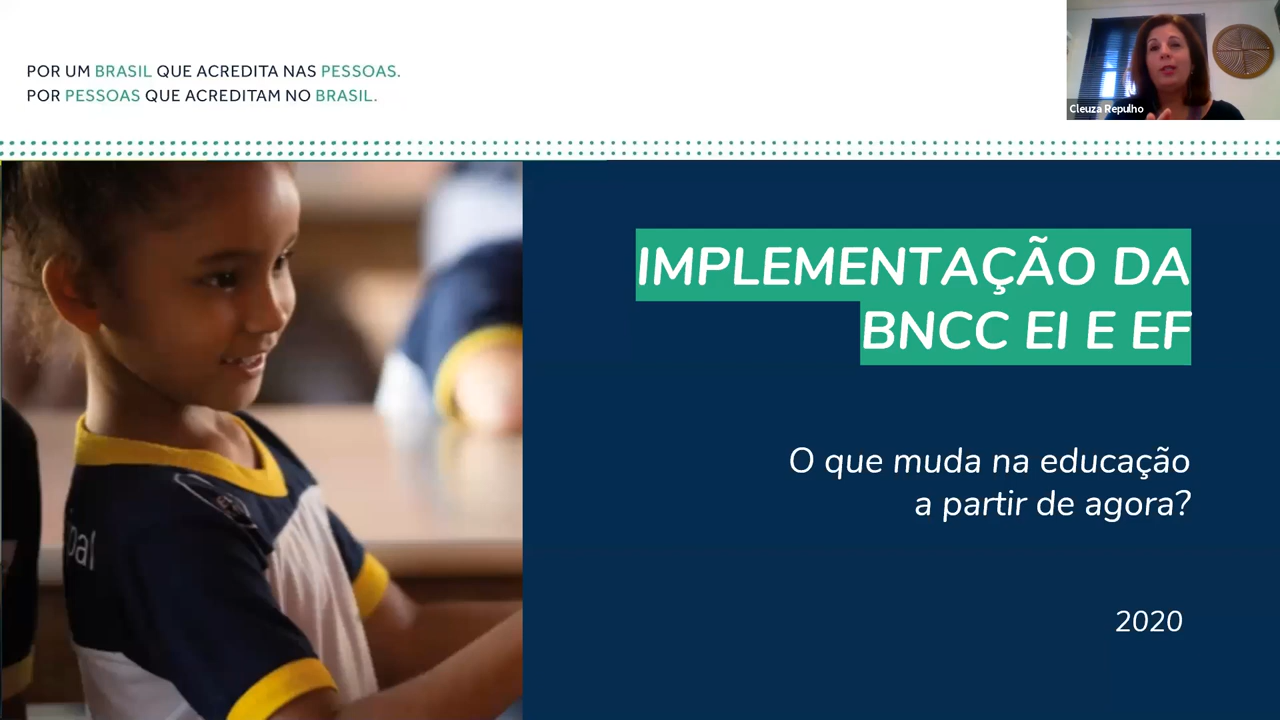 POR UM BRASIL QUE ACREDITA NAS PESSOAS.
POR PESSOAS QUE ACREDITAM NO BRASIL.
Cleuza Repulho
IMPLEMENTAÇÃO DA
BNCC EI E EF
O que muda na educação
a partir de agora?
2020